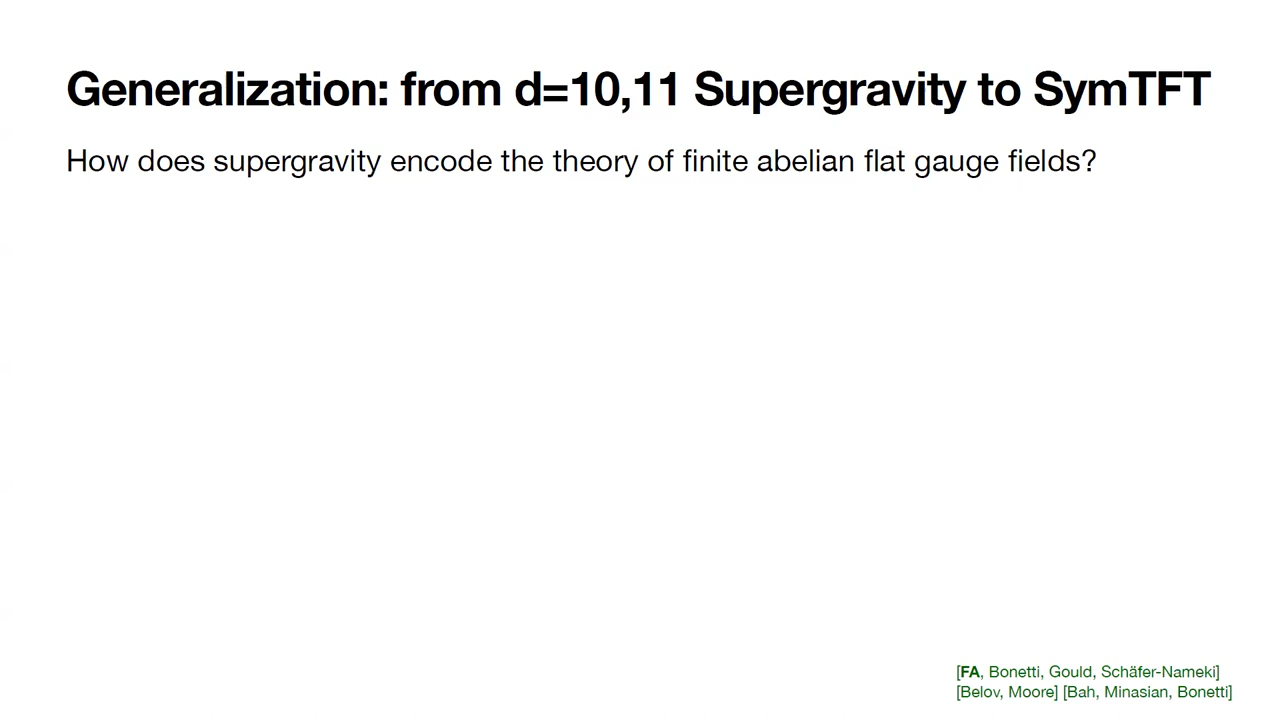 Generalization: from d=10,11 Supergravity to SymTFT
How does supergravity encode the theory of finite abelian flat gauge fields?
[FA, Bonetti, Gould, Schäfer-Nameki]
[Belov, Moore] [Bah, Minasian, Bonetti]